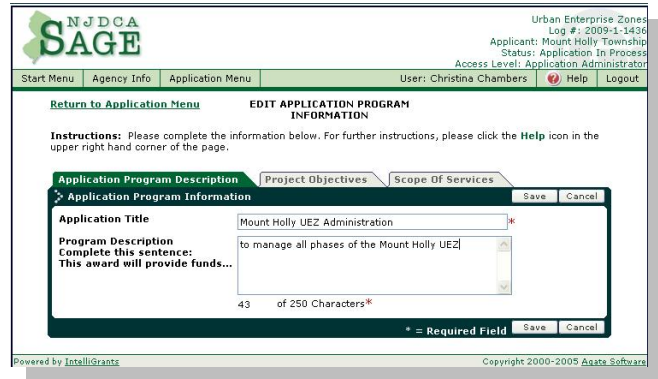 NJDCA
SAGE
Urban Enterprise Zones
Log #: 2009-1-1436
Applicant: Mount Holly Township
Status: Application In Process
Access Level: Application Administrator
Start Menu Agency Info Application Menu User: Christina Chambers Help Logout
Return to Application Menu EDIT APPLICATION PROGRAM
INFORMATION
Instructions: Please complete the information below. For further instructions, please click the Help icon in the
upper right hand corner of the page.
Application Program Description Project Objectives Scope Of Services
Application Program Information Save Cancel
Application Title Mount Holly UEZ Administration *
Program Description to manage all phases of the Mount Holly UEZ
Complete this sentence:
This award will provide funds...
43 of 250 Characters*
* = Required Field Save Cancel
Powered by IntelliGrants Copyright 2000-2005 Agate Software